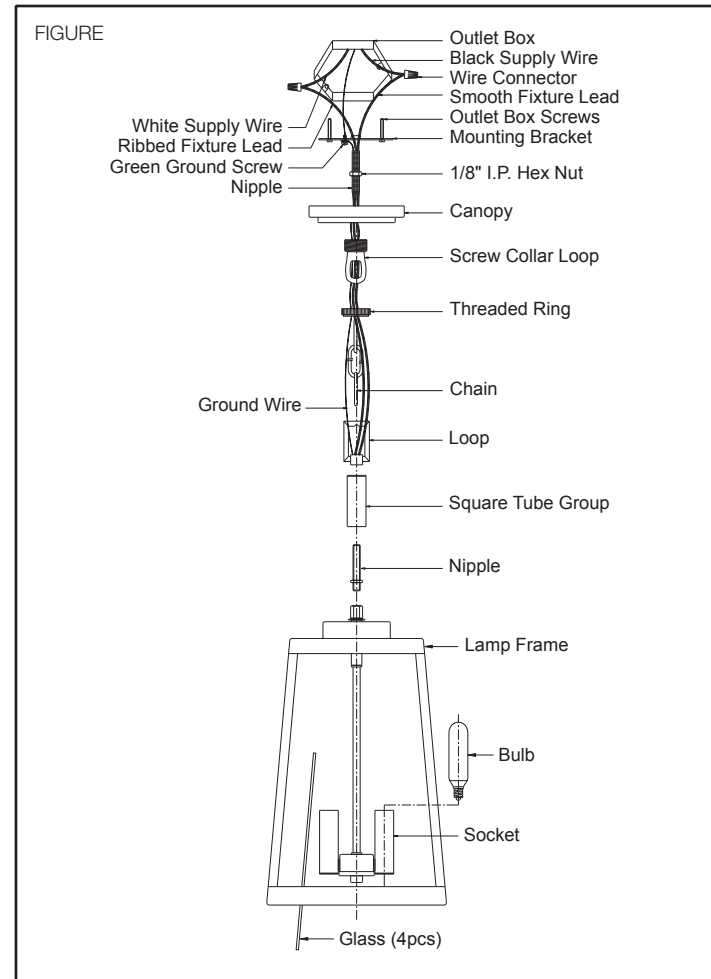 FIGURE
Outlet Box
Black Supply Wire
Wire Connector
Smooth Fixture Lead
Outlet Box Screws
Mounting Bracket
1/8" I.P. Hex Nut
Canopy
Screw Collar Loop
Threaded Ring
Chain
Loop
Square Tube Group
Nipple
Lamp Frame
Bulb
Socket
Glass (4pcs)
White Supply Wire
Ribbed Fixture Lead
Green Ground Screw
Nipple
Ground Wire